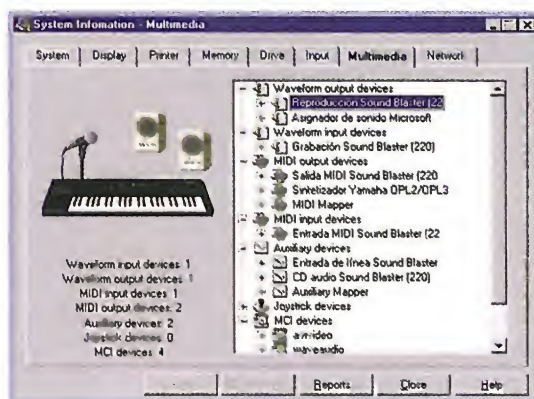 System Infomation - Multimedia
System
Display
Printer
Memory
Drive
Input
Multimedia
Network
Waveform output devices
Reproducción Sound Blaster [22
Asignador de sonido Microsoft
Waveform input devices
Grabación Sound Blaster [220]
MIDI output devices
Salida MIDI Sound Blaster [220
Sintetizador Yamaha OPL2/OPL3
MIDI Mapper
MIDI input devices
Entrada MIDI Sound Blaster [22
Auxiliary devices
Entrada de línea Sound Blaster
CD audio Sound Blaster [220]
Auxiliary Mapper
Joystick devices
MCI devices
avivideo
waveaudio
Waveform input devices: 1
Waveform output devices: 1
MIDI input devices: 1
MIDI output devices: 2
Auxiliary devices: 2
Joystick devices: 0
MCI devices: 4
Reports
Close
Help